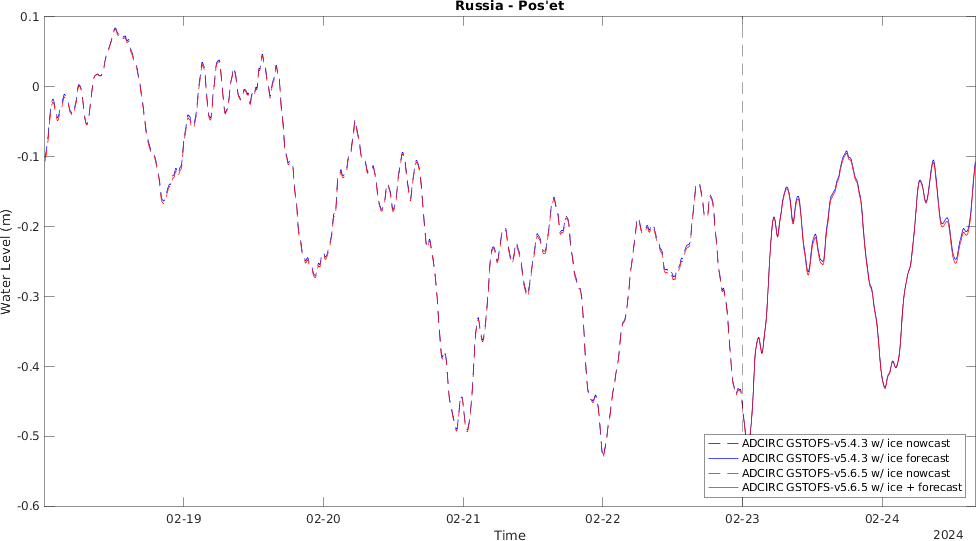 Russia - Pos'et
0.1
0
-0.1
-0.2
-0.3
-0.4
-0.5
-0.6
Water Level (m)
02-19
02-20
02-21
02-22
02-23
02-24
Time
2024
ADCIRC GSTOFS-v5.4.3 w/ ice nowcast
ADCIRC GSTOFS-v5.4.3 w/ ice forecast
ADCIRC GSTOFS-v5.6.5 w/ ice nowcast
ADCIRC GSTOFS-v5.6.5 w/ ice + forecast